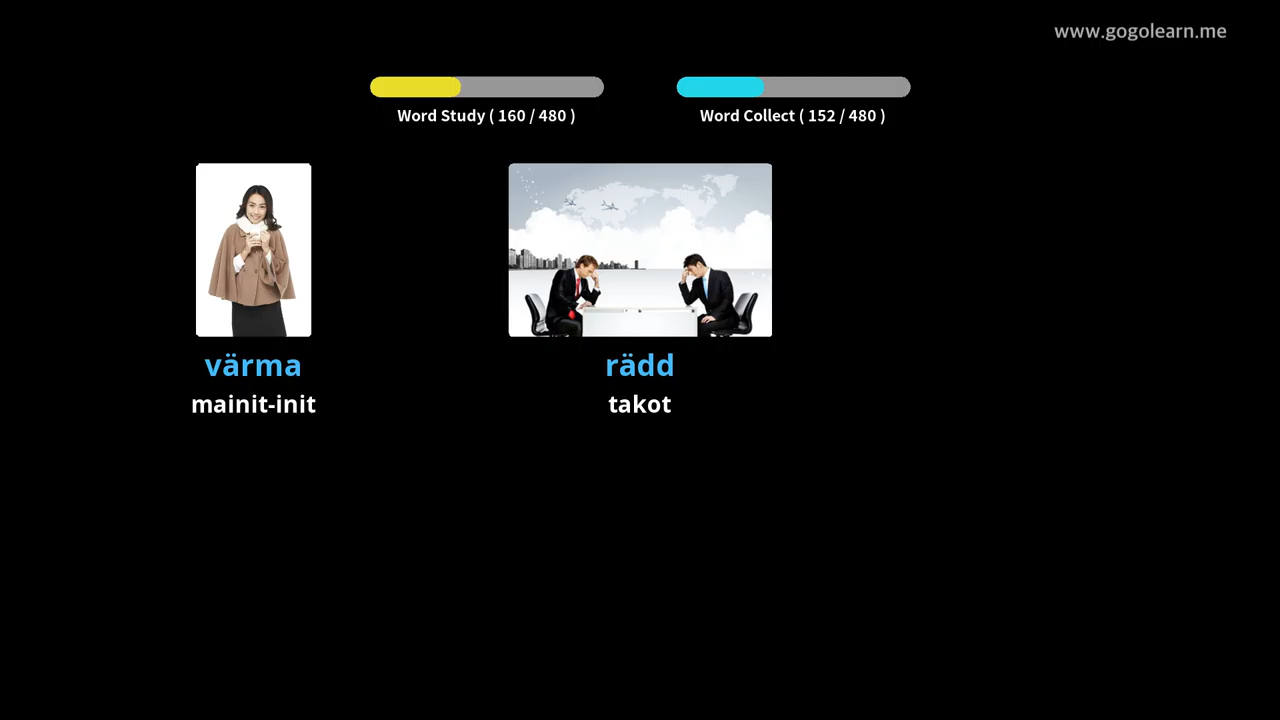 www.gogolearn.me
Word Study ( 160 / 480 )
Word Collect ( 152 / 480 )
värma
mainit-init
rädd
takot